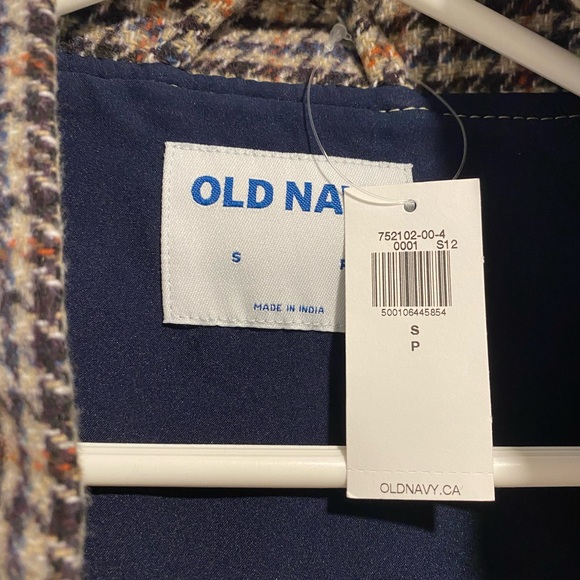 OLD NA
S
MADE IN INDIA
752102-00-4
0001 S12
500106445854
S
P
OLDNAVY.CA